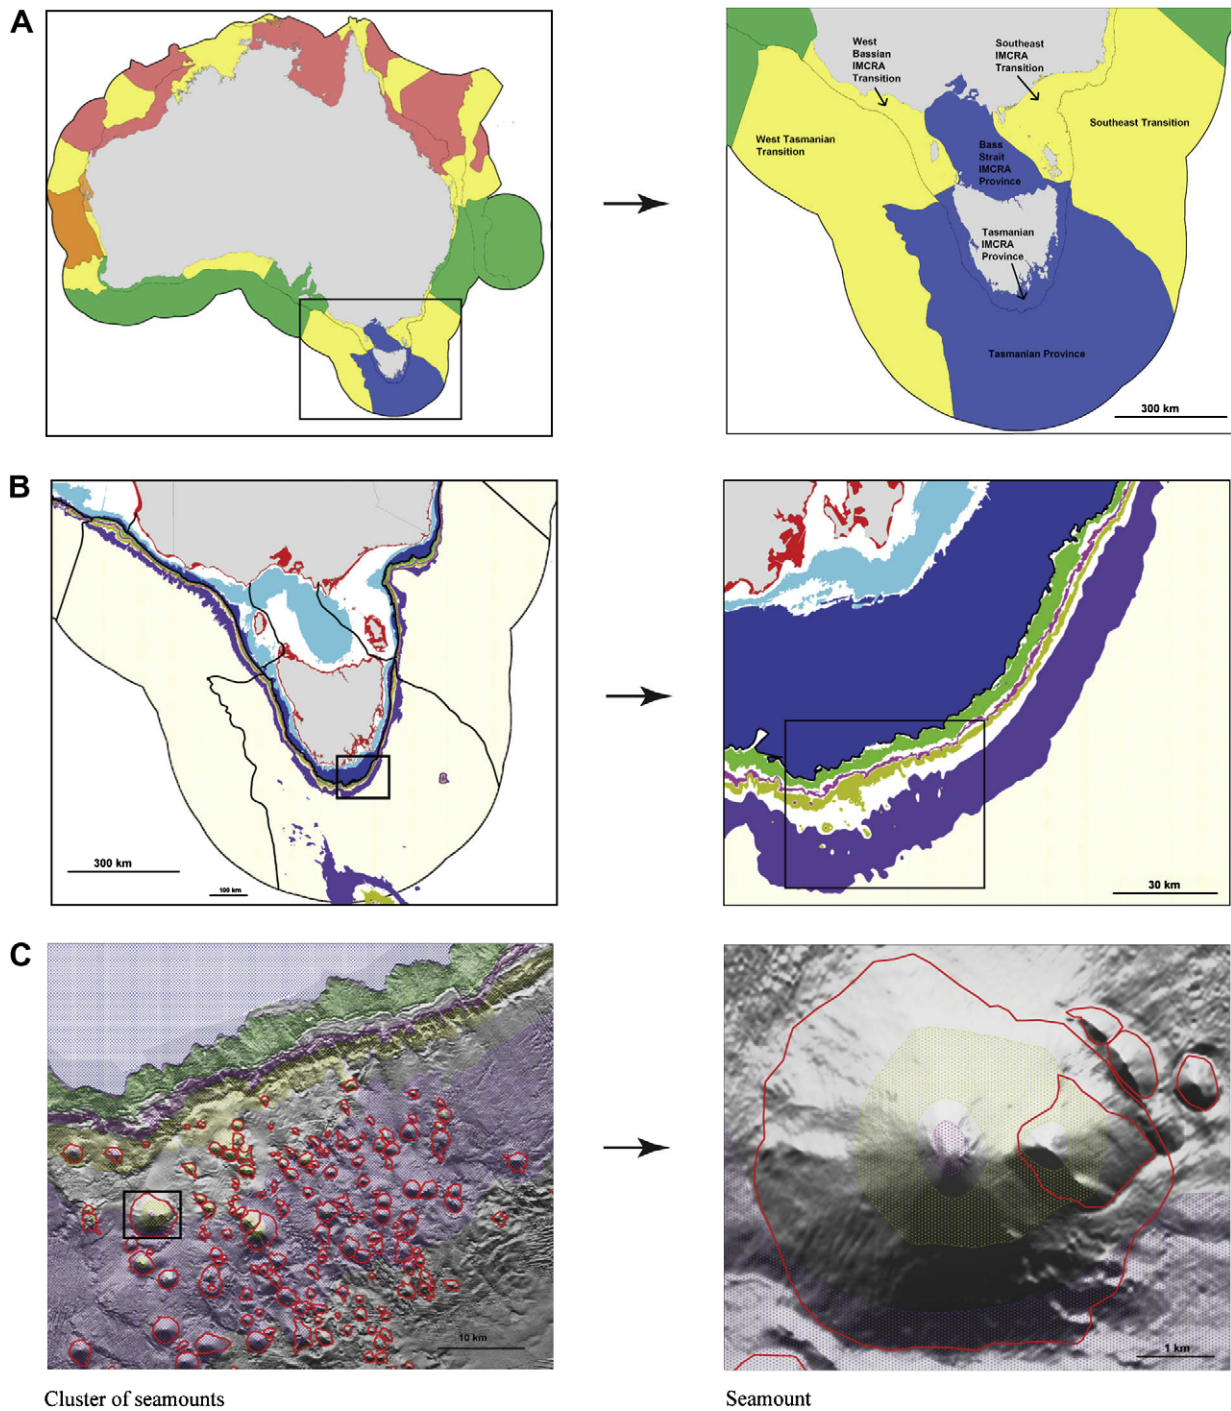 A
West
Bassian
IMCRA
Transition
Southeast
IMCRA
Transition
West Tasmanian
Transition
Southeast Transition
Bass
Strait
IMCRA
Province
Tasmanian
IMCRA
Province
Tasmanian Province
300 km
B
300 km
100 km
30 km
C
10 km
1 km
Cluster of seamounts
Seamount